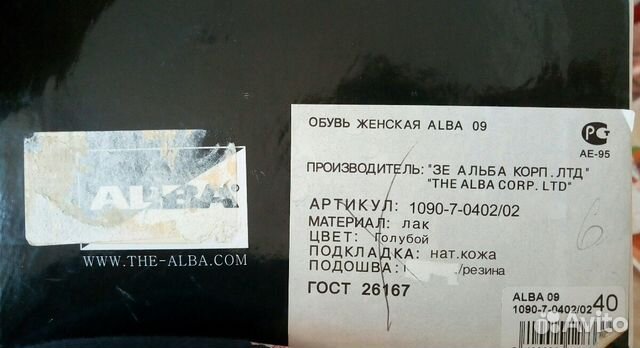 ALBA
WWW.THE-ALBA.COM
ОБУВЬ ЖЕНСКАЯ ALBA 09
РСТ
АЕ-95
ПРОИЗВОДИТЕЛЬ: "ЗЕ АЛЬБА КОРП.ЛТД"
"THE ALBA CORP. LTD"
АРТИКУЛ: 1090-7-0402/02
МАТЕРИАЛ: лак
ЦВЕТ: Голубой
ПОДКЛАДКА: нат.кожа
ПОДОШВА: /резина
ГОСТ 26167
6
ALBA 09
1090-7-0402/02 40
Avito